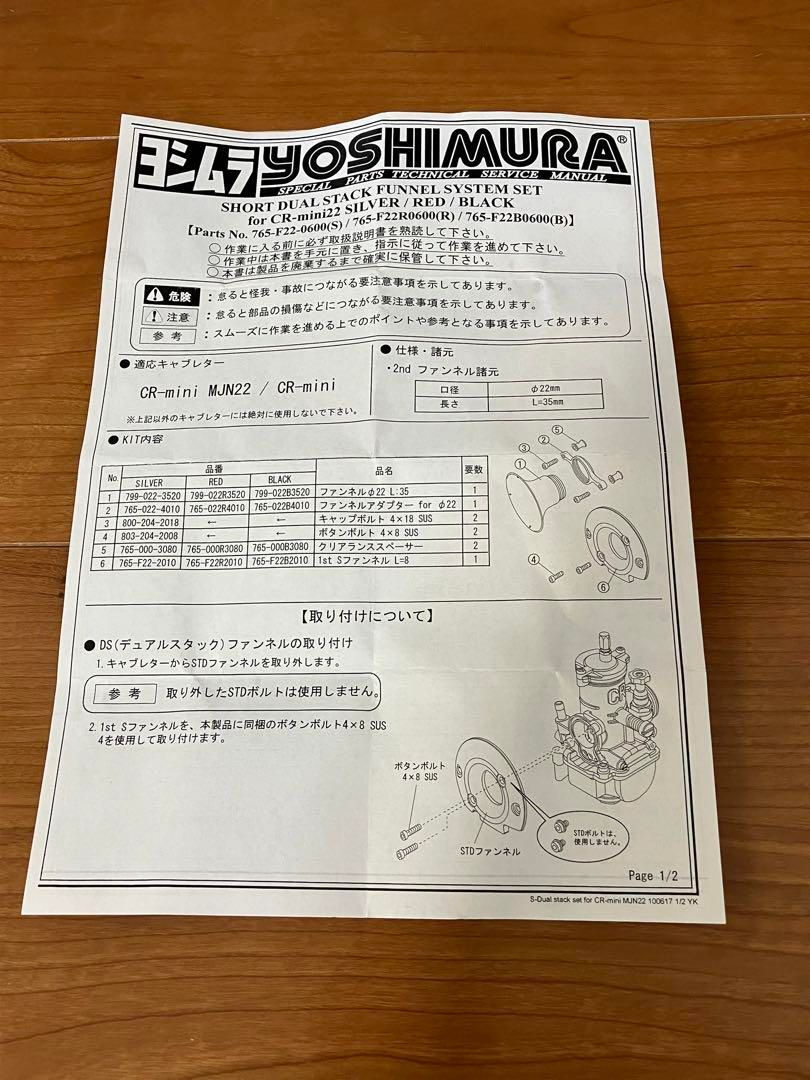 ヨシムラ YOSHIMURA®
SPECIAL PARTS TECHNICAL SERVICE MANUAL
SHORT DUAL STACK FUNNEL SYSTEM SET
for CR-mini22 SILVER / RED / BLACK
【Parts No. 765-F22-0600(S) / 765-F22R0600(R) / 765-F22B0600(B)】
○ 作業に入る前に必ず取扱説明書を熟読して下さい。
○ 作業中は本書を手元に置き、指示に従って作業を進めて下さい。
○ 本書は製品を廃棄するまで確実に保管して下さい。
危険 : 怠ると怪我・事故につながる要注意事項を示してあります。
注意 : 怠ると部品の損傷などにつながる要注意事項を示してあります。
参考 : スムーズに作業を進める上でのポイントや参考となる事項を示してあります。
● 適応キャブレター
CR-mini MJN22 / CR-mini
※上記以外のキャブレターには絶対に使用しないで下さい。
● 仕様・諸元
・2nd ファンネル諸元
口径 φ22mm
長さ L=35mm
● KIT内容
No. 品番 品名 要数
SILVER RED BLACK
1 799-022-3520 799-022R3520 799-022B3520 ファンネルφ22 L:35 1
2 765-022-4010 765-022R4010 765-022B4010 ファンネルアダプター for φ22 1
3 800-204-2018 ← ← キャップボルト 4×18 SUS 2
4 803-204-2008 ← ← ボタンボルト 4×8 SUS 2
5 765-000-3080 765-000R3080 765-000B3080 クリアランススペーサー 2
6 765-F22-2010 765-F22R2010 765-F22B2010 1st Sファンネル L=8 1
① ② ③ ④ ⑤ ⑥
【取り付けについて】
● DS(デュアルスタック)ファンネルの取り付け
1. キャブレターからSTDファンネルを取り外します。
参考 取り外したSTDボルトは使用しません。
2. 1st Sファンネルを、本製品に同梱のボタンボルト4×8 SUS
4を使用して取り付けます。
ボタンボルト
4×8 SUS
STDファンネル
STDボルトは、
使用しません。
Page 1/2
S-Dual stack set for CR-mini MJN22 100617 1/2 YK